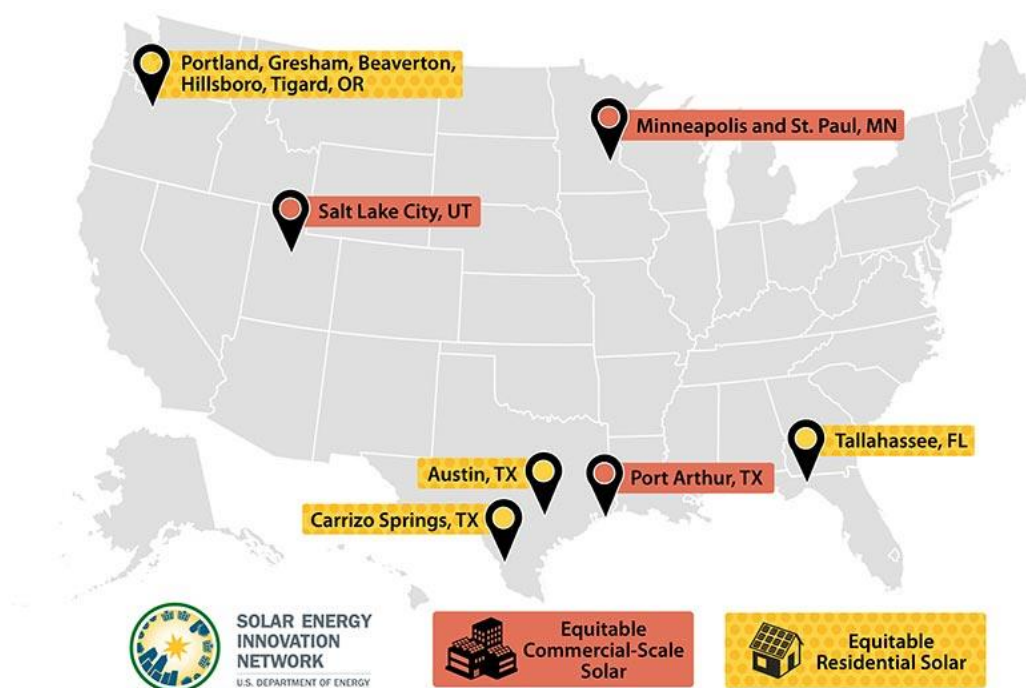 Portland, Gresham, Beaverton,
Hillsboro, Tigard, OR
Minneapolis and St. Paul, MN
Salt Lake City, UT
Tallahassee, FL
Austin, TX
Port Arthur, TX
Carrizo Springs, TX
SOLAR ENERGY
INNOVATION
NETWORK
U.S. DEPARTMENT OF ENERGY
Equitable
Commercial-Scale
Solar
Equitable
Residential Solar